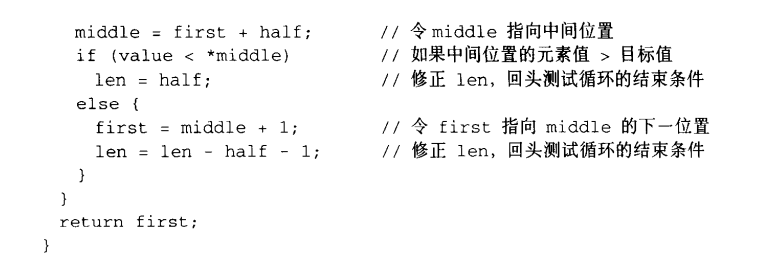 middle = first + half; // 令 middle 指向中间位置
if (value < *middle) // 如果中间位置的元素值 > 目标值
len = half; // 修正 len, 回头测试循环的结束条件
else {
first = middle + 1; // 令 first 指向 middle 的下一位置
len = len - half - 1; // 修正 len, 回头测试循环的结束条件
}
}
return first;
}